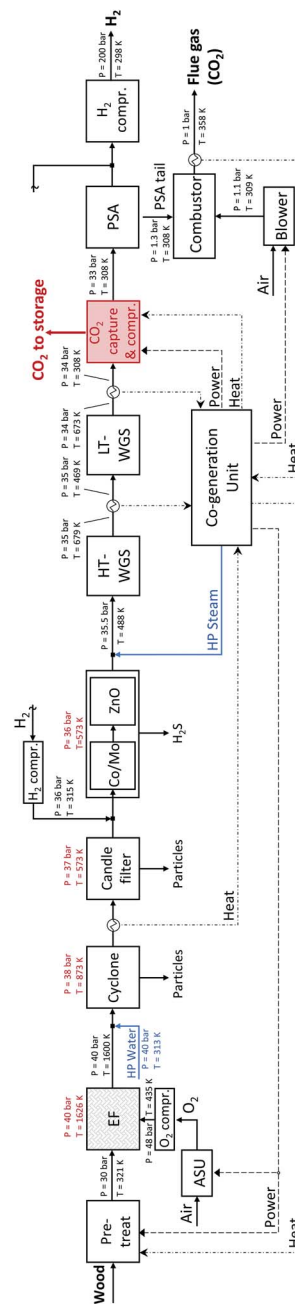 Wood
Pre-
treat
P = 30 bar
T = 321 K
P = 40 bar
T = 1626 K
EF
Air
ASU
O₂
O₂ compr.
P = 48 bar
T = 435 K
P = 40 bar
T = 1600 K
HP Water
P = 40 bar
T = 313 K
P = 38 bar
T = 873 K
Cyclone
Particles
P = 37 bar
T = 573 K
Candle
filter
Particles
H₂
H₂ compr.
P = 36 bar
T = 315 K
P = 36 bar
T=573 K
Co/Mo
ZnO
H₂S
P = 35.5 bar
T = 488 K
HP Steam
HT-
WGS
P = 35 bar
T = 679 K
P = 35 bar
T = 469 K
LT-
WGS
P = 34 bar
T = 673 K
P = 34 bar
T = 308 K
CO₂ to storage
CO₂
capture
& compr.
P = 33 bar
T = 308 K
PSA
H₂
compr.
P = 200 bar
T = 298 K
H₂
PSA tail
P = 1.3 bar
T = 308 K
Combustor
P = 1 bar
T = 358 K
Flue gas
(CO₂)
P = 1.1 bar
T = 309 K
Air
Blower
Co-generation
Unit
Power
Heat
Power
Heat
Heat
Power
Heat